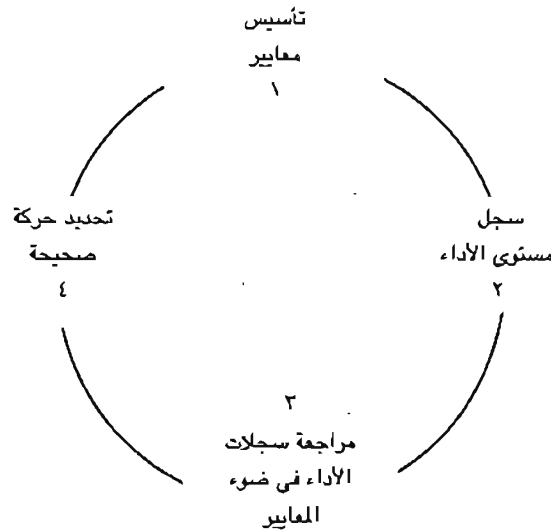 تأسيس
معايير
١
سجل
مستوى الأداء
٢
٣
مراجعة سجلات
الأداء في ضوء
المعايير
تحديد حركة
صحيحة
٤